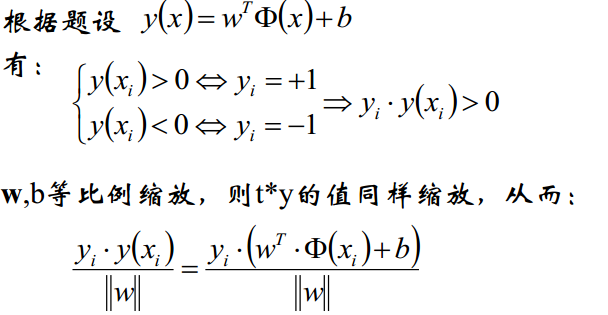 根据题设 y(x)=w^TΦ(x)+b
有：
{y(x_i)>0⇔y_i=+1
{y(x_i)<0⇔y_i=−1 ⇒y_i·y(x_i)>0
w,b等比例缩放，则t*y的值同样缩放，从而：
y_i·y(x_i)/||w|| = y_i·(w^T·Φ(x_i)+b)/||w||